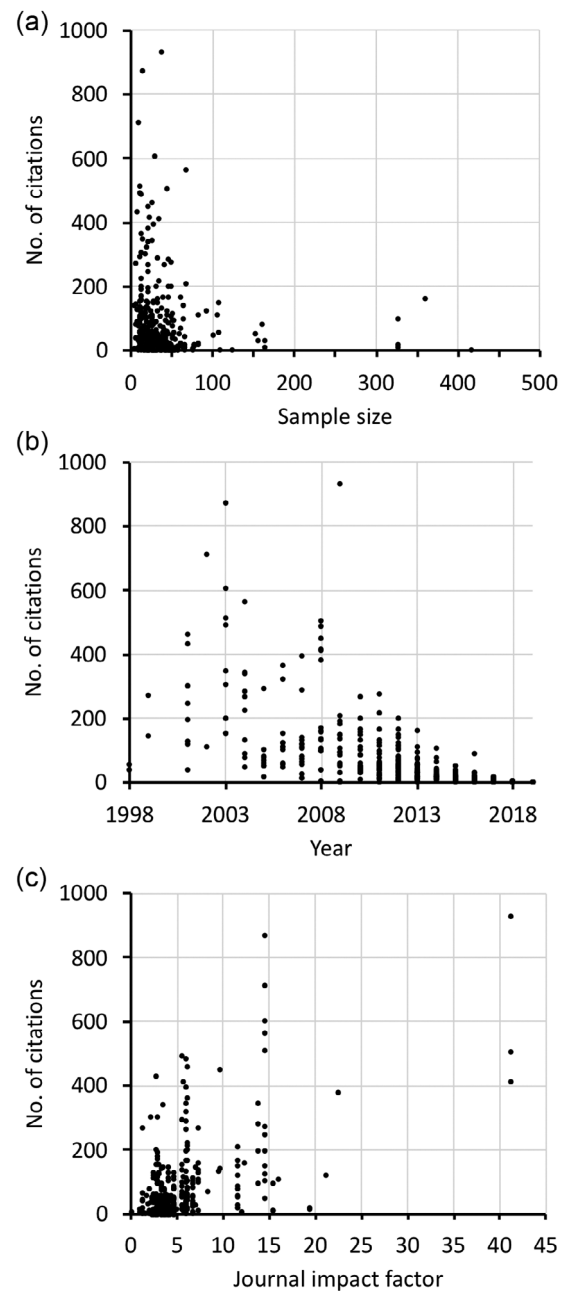 (a)
1000
800
600
400
200
0
No. of citations
0 100 200 300 400 500
Sample size
(b)
1000
800
600
400
200
0
No. of citations
1998 2003 2008 2013 2018
Year
(c)
1000
800
600
400
200
0
No. of citations
0 5 10 15 20 25 30 35 40 45
Journal impact factor